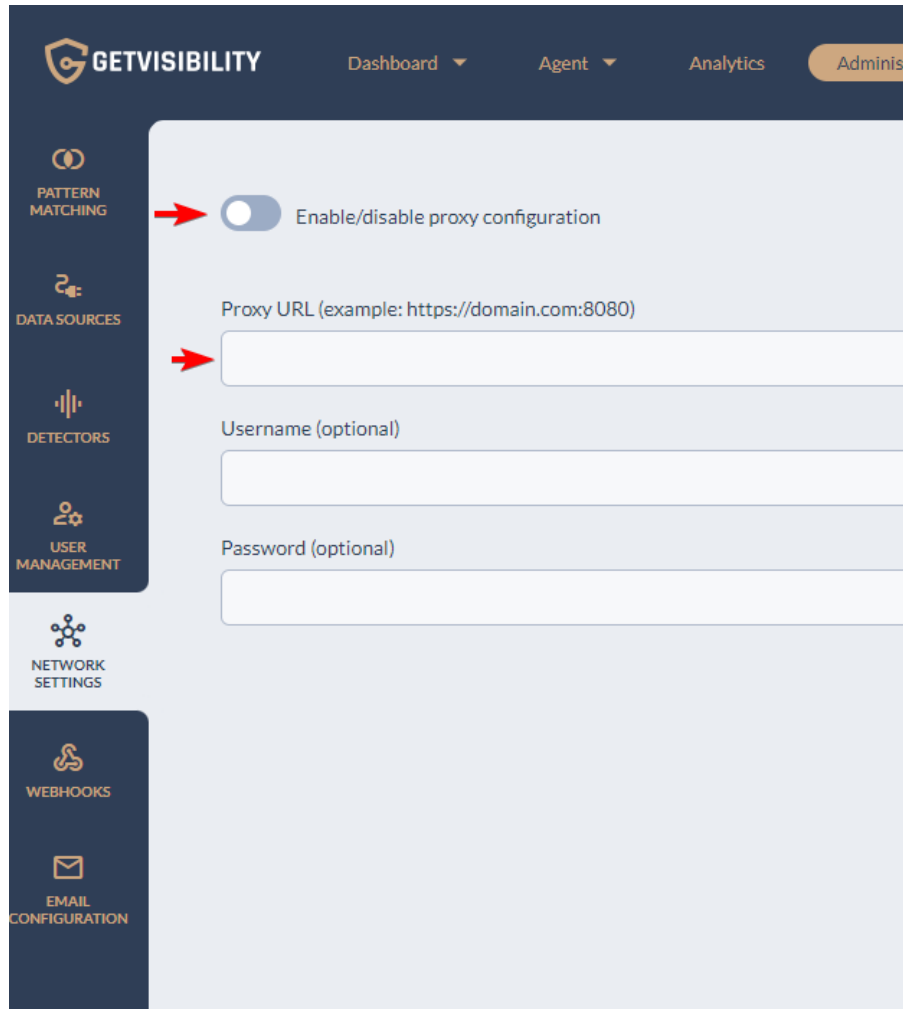 GETVISIBILITY
Dashboard
Agent
Analytics
Adminis
PATTERN
MATCHING
DATA SOURCES
DETECTORS
USER
MANAGEMENT
NETWORK
SETTINGS
WEBHOOKS
EMAIL
CONFIGURATION
Enable/disable proxy configuration
Proxy URL (example: https://domain.com:8080)
Username (optional)
Password (optional)